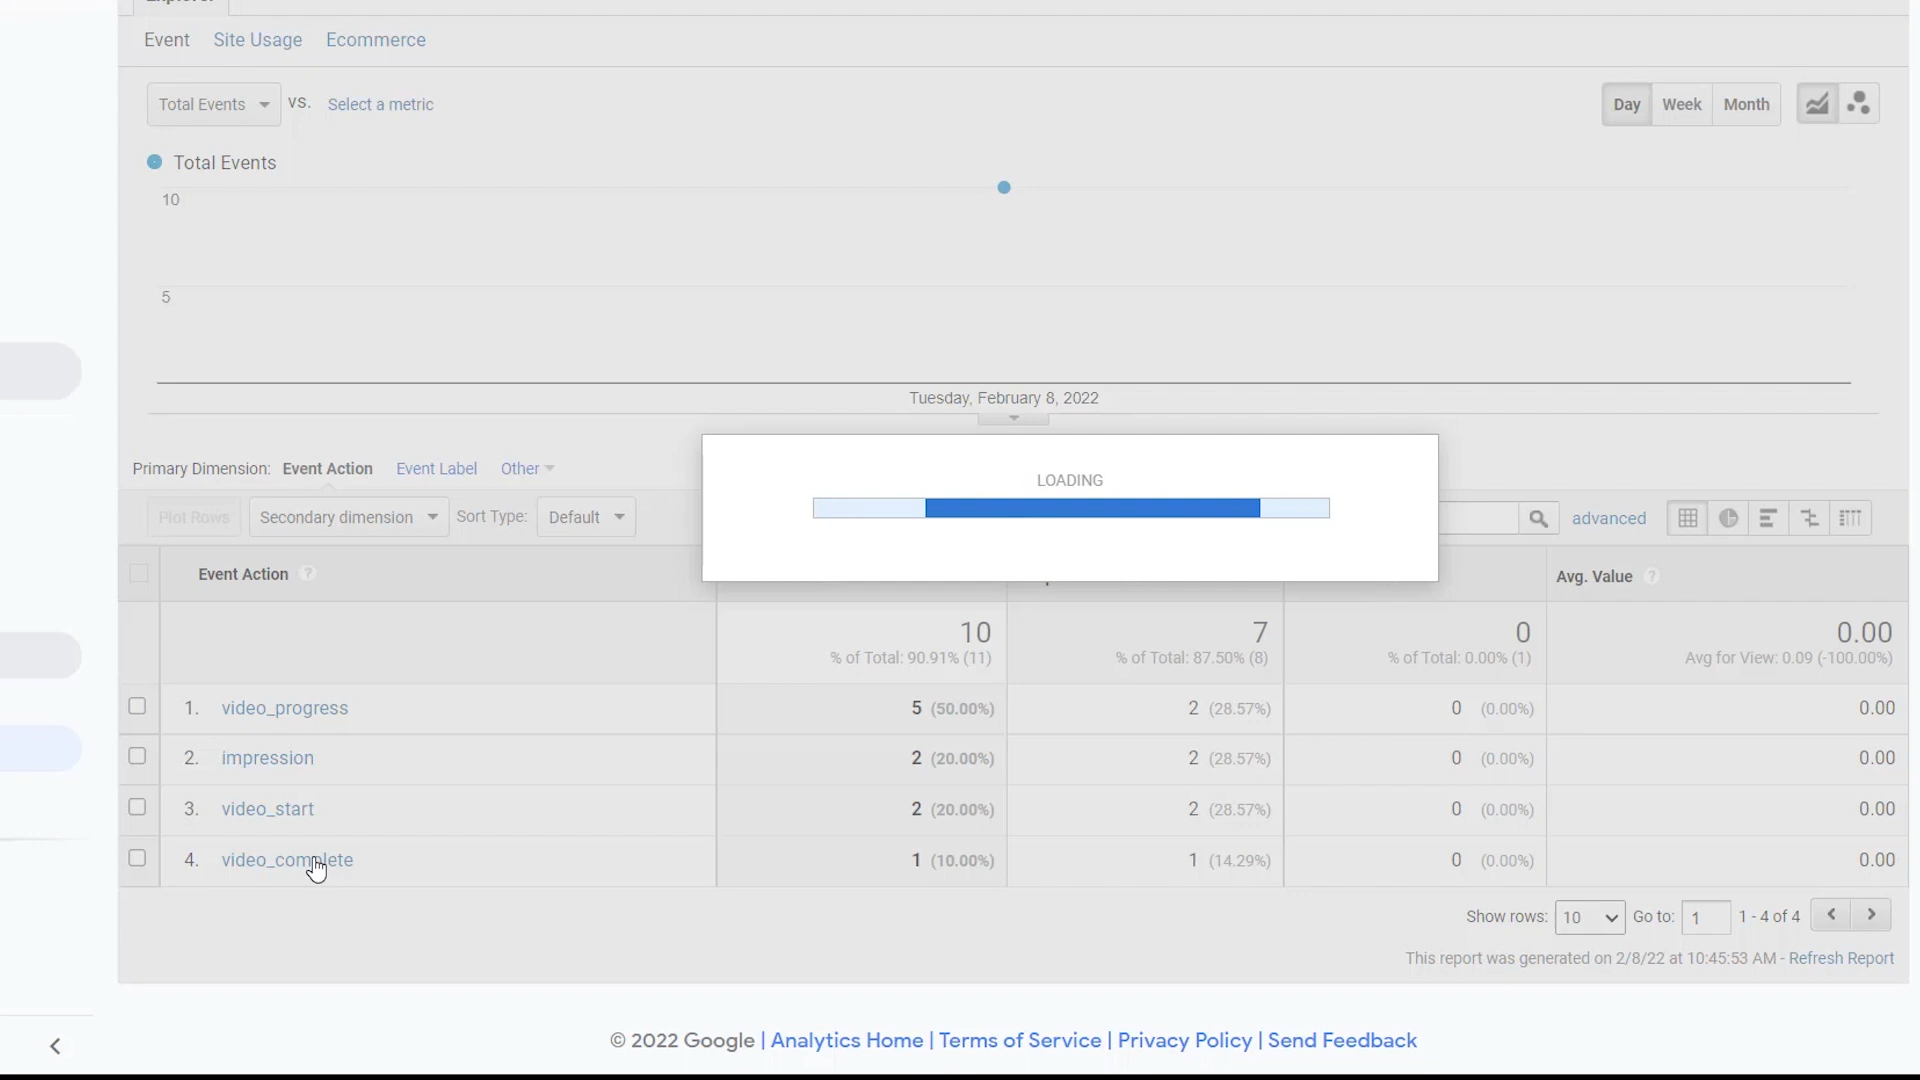 Event Site Usage Ecommerce
Total Events VS. Select a metric Day Week Month
Total Events
10
5
Tuesday, February 8, 2022
LOADING
Primary Dimension: Event Action Event Label Other
Plot Rows Secondary dimension Sort Type: Default advanced
Event Action ? Avg. Value ?
10 7 0 0.00
% of Total: 90.91% (11) % of Total: 87.50% (8) % of Total: 0.00% (1) Avg for View: 0.09 (-100.00%)
1. video_progress 5 (50.00%) 2 (28.57%) 0 (0.00%) 0.00
2. impression 2 (20.00%) 2 (28.57%) 0 (0.00%) 0.00
3. video_start 2 (20.00%) 2 (28.57%) 0 (0.00%) 0.00
4. video_complete 1 (10.00%) 1 (14.29%) 0 (0.00%) 0.00
Show rows: 10 Go to: 1 1 - 4 of 4
This report was generated on 2/8/22 at 10:45:53 AM - Refresh Report
© 2022 Google | Analytics Home | Terms of Service | Privacy Policy | Send Feedback